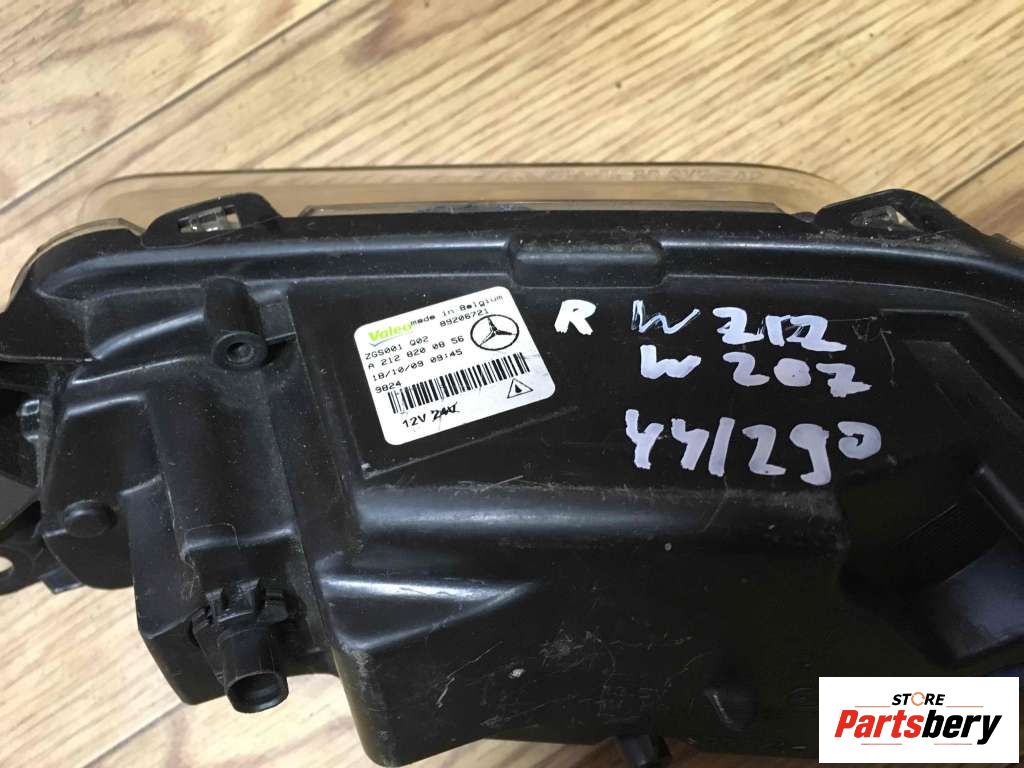 Valeo made in Belgium
89206721
ZGS001 Q02
A 212 820 08 56
18/10/09 09:45
9824
12V
R W 212
W 207
44/290
STORE
Partsbery